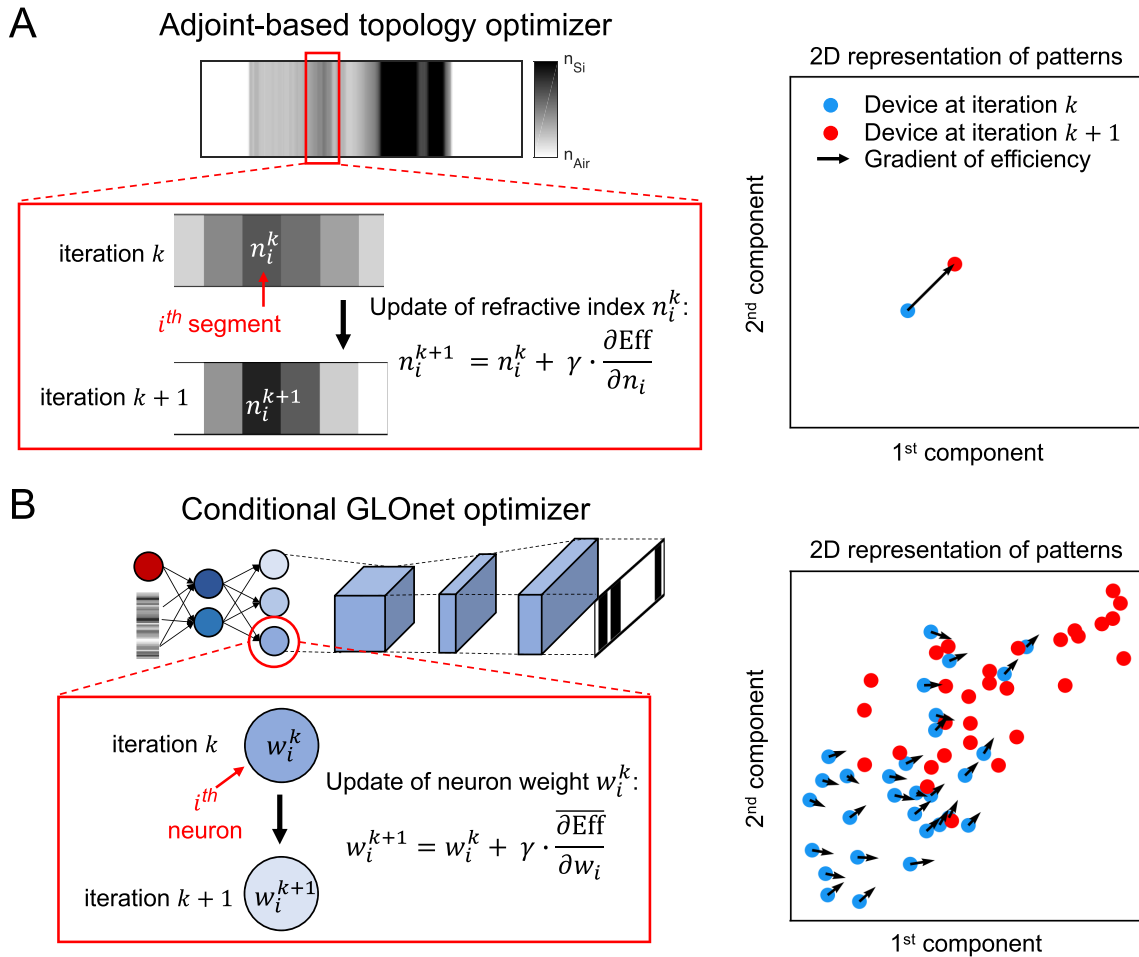 A
Adjoint-based topology optimizer
n_Si
n_Air
iteration k
n_i^k
i^th segment
Update of refractive index n_i^k:
n_i^{k+1} = n_i^k + γ · ∂Eff/∂n_i
iteration k + 1
n_i^{k+1}
2D representation of patterns
Device at iteration k
Device at iteration k + 1
Gradient of efficiency
2^nd component
1^st component
B
Conditional GLOnet optimizer
iteration k
w_i^k
i^th
neuron
Update of neuron weight w_i^k:
w_i^{k+1} = w_i^k + γ · \overline{∂Eff/∂w_i}
iteration k + 1
w_i^{k+1}
2D representation of patterns
2^nd component
1^st component